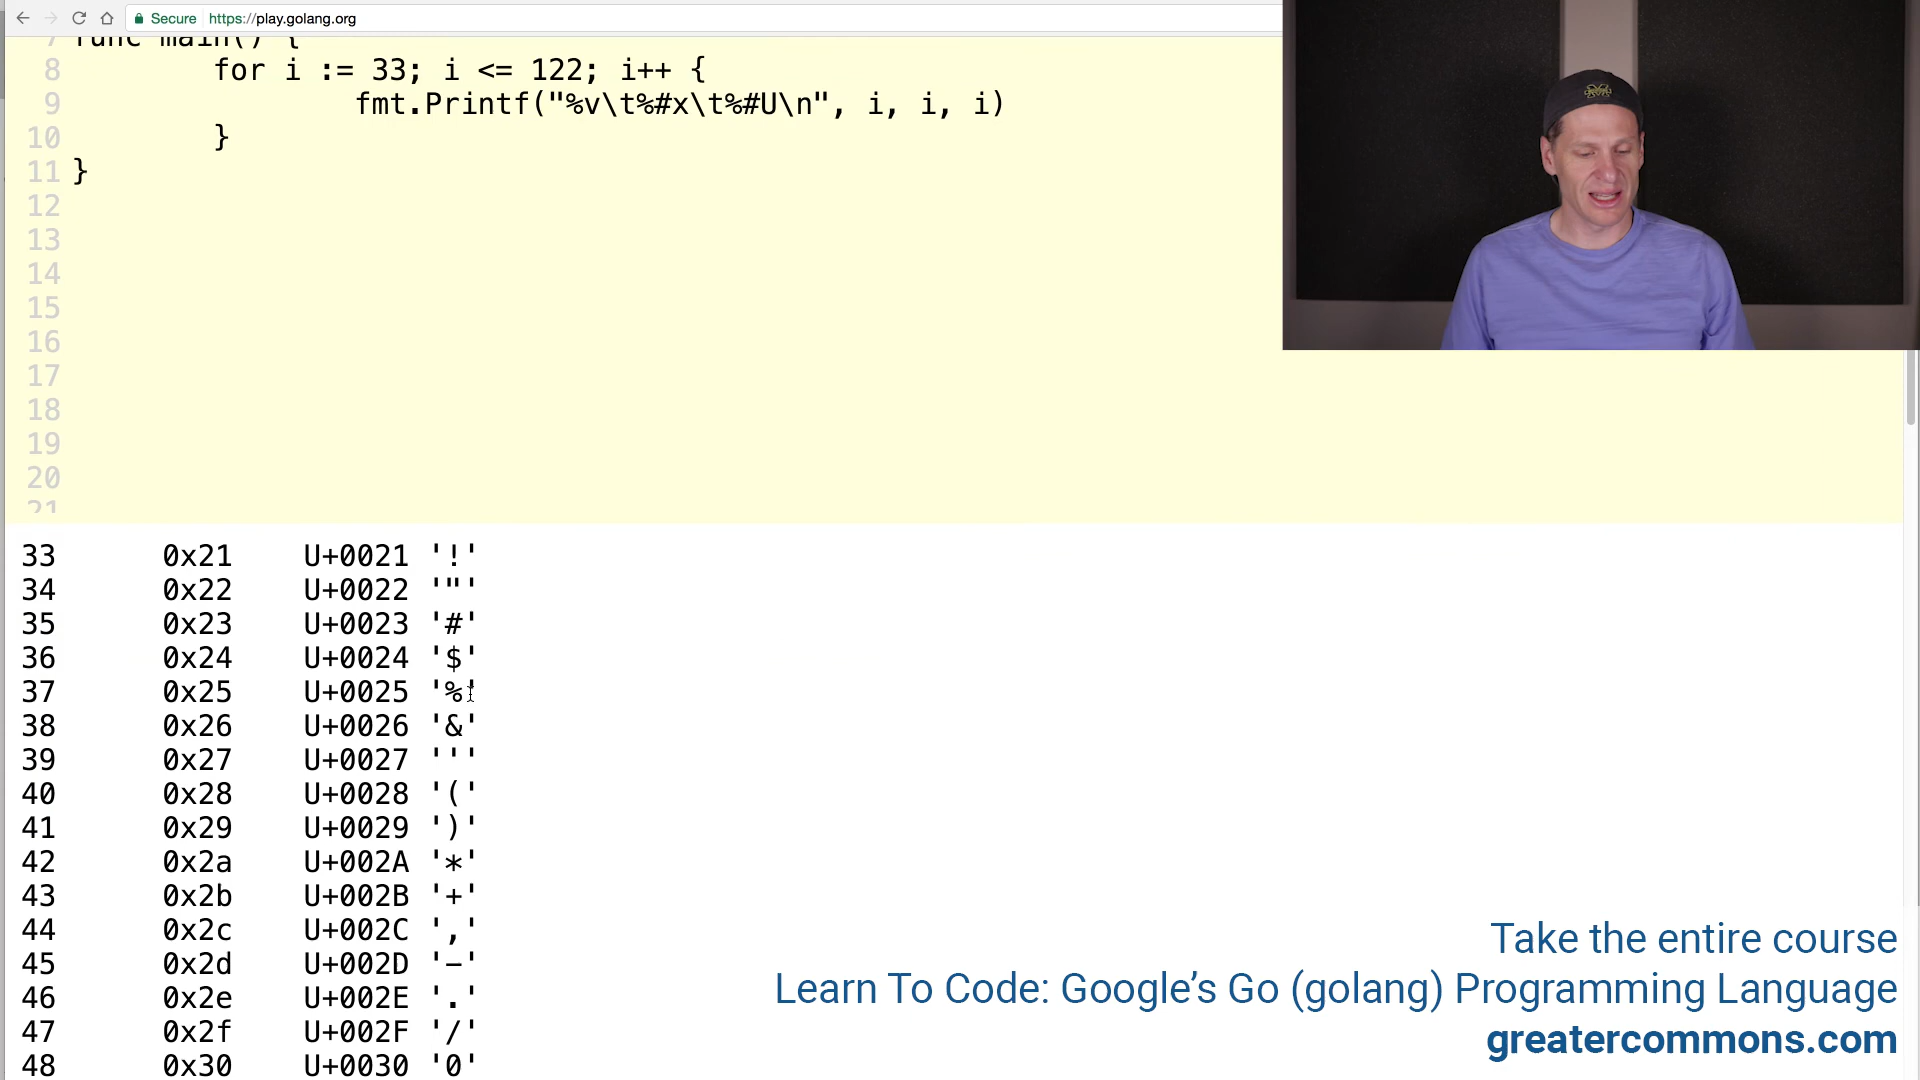 Secure https://play.golang.org
7 func main() {
8 for i := 33; i <= 122; i++ {
9 fmt.Printf("%v\t%#x\t%#U\n", i, i, i)
10 }
11 }
12
13
14
15
16
17
18
19
20
21
33 0x21 U+0021 '!'
34 0x22 U+0022 '"'
35 0x23 U+0023 '#'
36 0x24 U+0024 '$'
37 0x25 U+0025 '%'
38 0x26 U+0026 '&'
39 0x27 U+0027 '''
40 0x28 U+0028 '('
41 0x29 U+0029 ')'
42 0x2a U+002A '*'
43 0x2b U+002B '+'
44 0x2c U+002C ','
45 0x2d U+002D '-'
46 0x2e U+002E '.'
47 0x2f U+002F '/'
48 0x30 U+0030 '0'
Take the entire course
Learn To Code: Google’s Go (golang) Programming Language
greatercommons.com